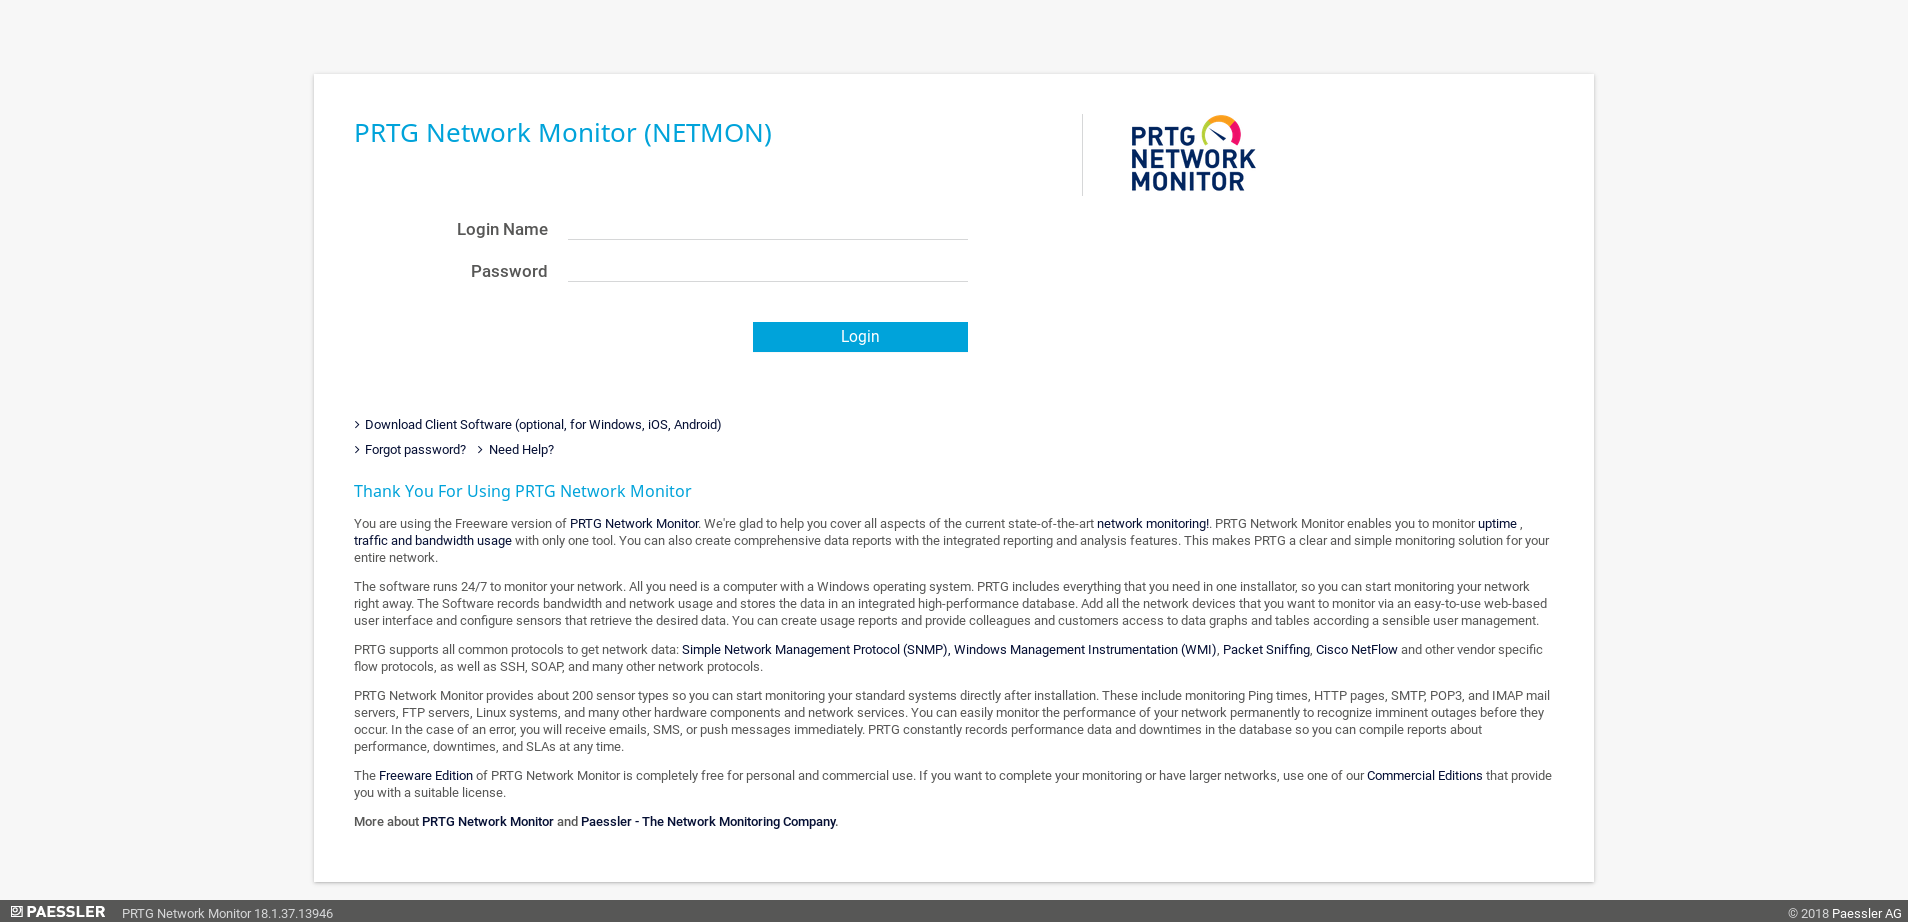 PRTG Network Monitor (NETMON)
PRTG
NETWORK
MONITOR
Login Name
Password
Login
Download Client Software (optional, for Windows, iOS, Android)
Forgot password? Need Help?
Thank You For Using PRTG Network Monitor
You are using the Freeware version of PRTG Network Monitor. We're glad to help you cover all aspects of the current state-of-the-art network monitoring!. PRTG Network Monitor enables you to monitor uptime ,
traffic and bandwidth usage with only one tool. You can also create comprehensive data reports with the integrated reporting and analysis features. This makes PRTG a clear and simple monitoring solution for your
entire network.
The software runs 24/7 to monitor your network. All you need is a computer with a Windows operating system. PRTG includes everything that you need in one installator, so you can start monitoring your network
right away. The Software records bandwidth and network usage and stores the data in an integrated high-performance database. Add all the network devices that you want to monitor via an easy-to-use web-based
user interface and configure sensors that retrieve the desired data. You can create usage reports and provide colleagues and customers access to data graphs and tables according a sensible user management.
PRTG supports all common protocols to get network data: Simple Network Management Protocol (SNMP), Windows Management Instrumentation (WMI), Packet Sniffing, Cisco NetFlow and other vendor specific
flow protocols, as well as SSH, SOAP, and many other network protocols.
PRTG Network Monitor provides about 200 sensor types so you can start monitoring your standard systems directly after installation. These include monitoring Ping times, HTTP pages, SMTP, POP3, and IMAP mail
servers, FTP servers, Linux systems, and many other hardware components and network services. You can easily monitor the performance of your network permanently to recognize imminent outages before they
occur. In the case of an error, you will receive emails, SMS, or push messages immediately. PRTG constantly records performance data and downtimes in the database so you can compile reports about
performance, downtimes, and SLAs at any time.
The Freeware Edition of PRTG Network Monitor is completely free for personal and commercial use. If you want to complete your monitoring or have larger networks, use one of our Commercial Editions that provide
you with a suitable license.
More about PRTG Network Monitor and Paessler - The Network Monitoring Company.
PAESSLER PRTG Network Monitor 18.1.37.13946 © 2018 Paessler AG